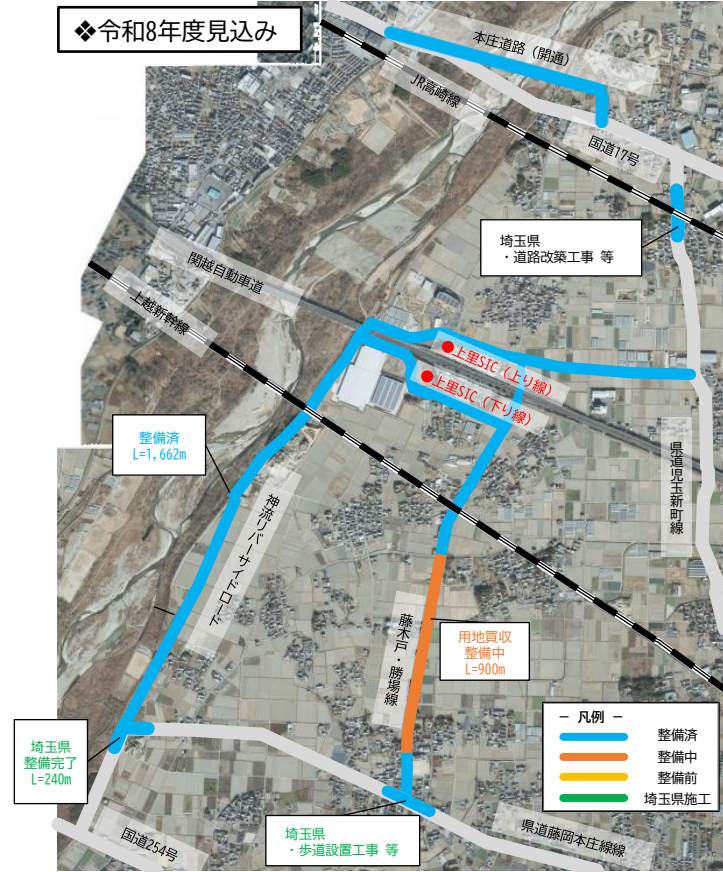 ❖令和8年度見込み
本庄道路（開通）
JR高崎線
国道17号
埼玉県
・道路改築工事 等
関越自動車道
上越新幹線
上里SIC（上り線）
上里SIC（下り線）
整備済
L=1,662m
県道児玉新町線
神流リバーサイドロード
藤木戸・勝場線
用地買収
整備中
L=900m
－ 凡例 －
整備済
整備中
整備前
埼玉県施工
埼玉県
整備完了
L=240m
国道254号
埼玉県
・歩道設置工事 等
県道藤岡本庄線線